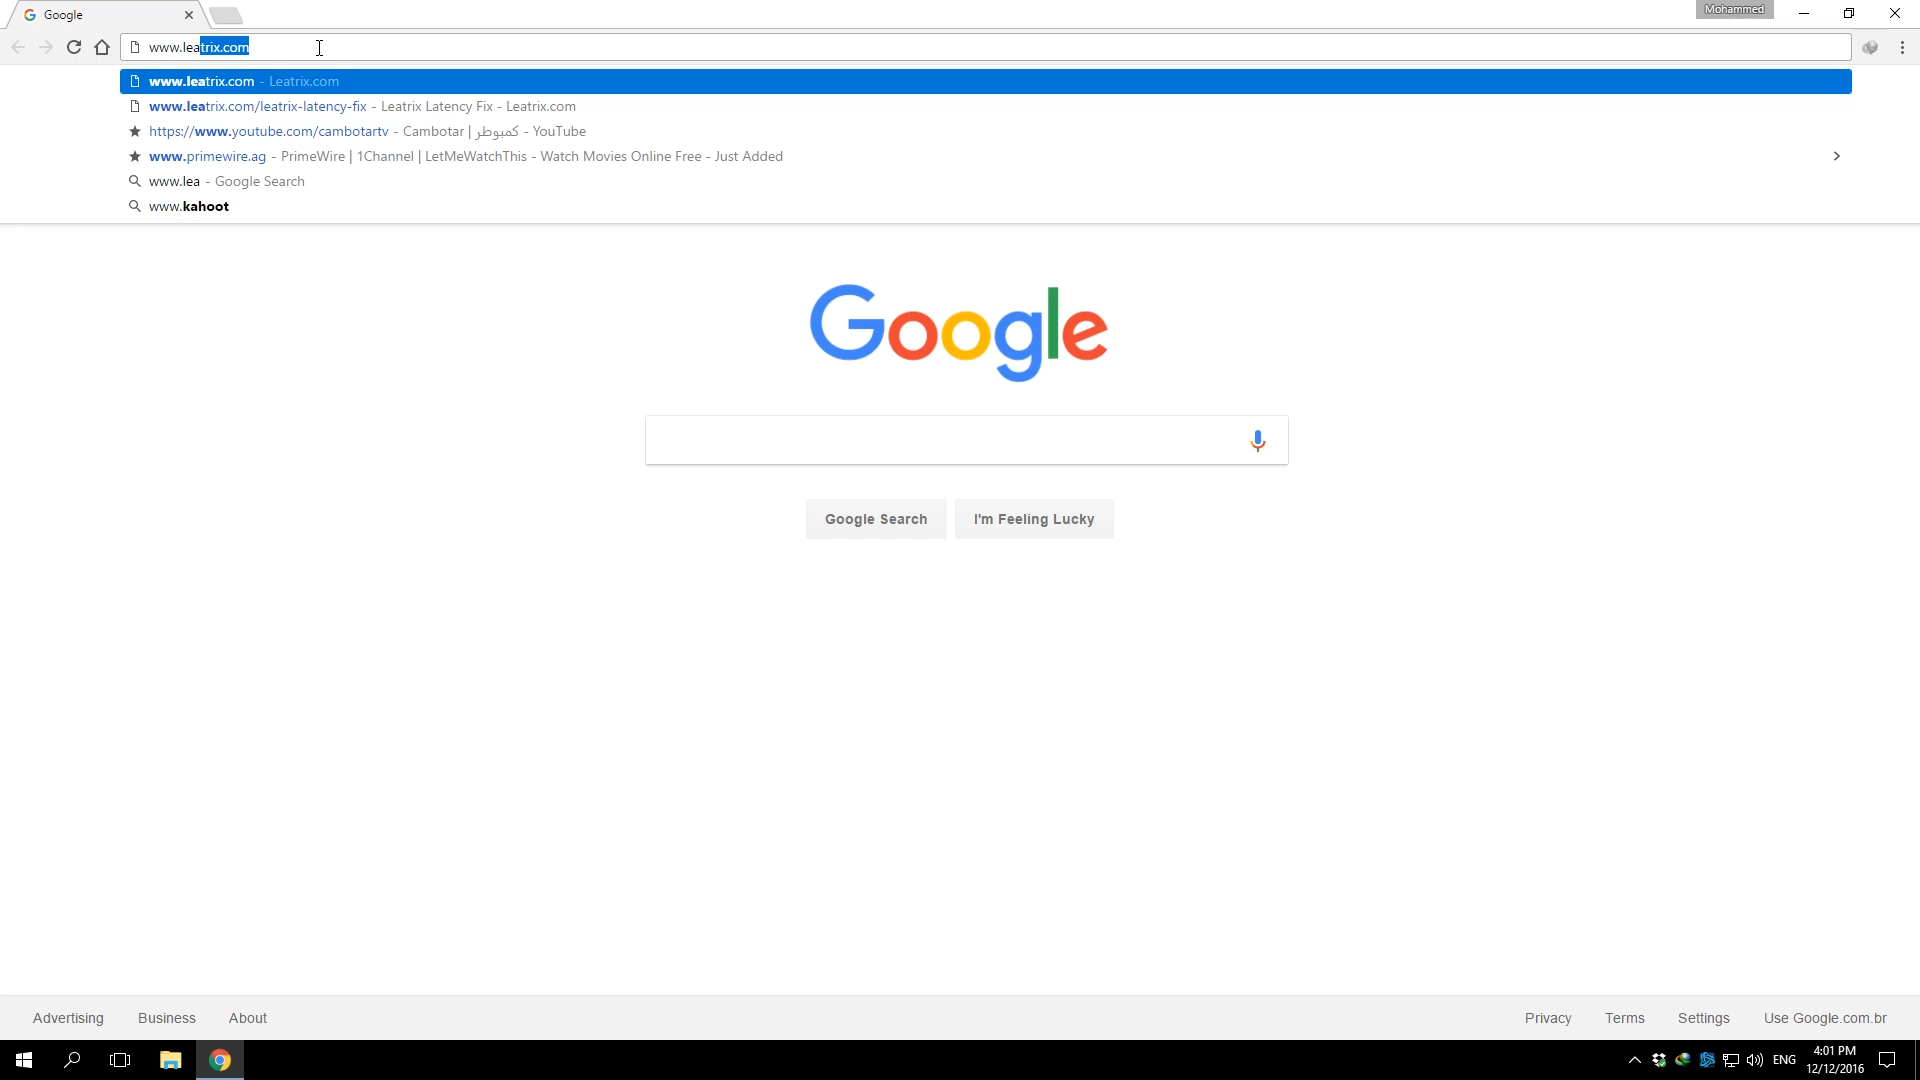 Google
Mohammed
www.leatrix.com
www.leatrix.com - Leatrix.com
www.leatrix.com/leatrix-latency-fix - Leatrix Latency Fix - Leatrix.com
https://www.youtube.com/cambotartv - Cambotar | كمبوطر - YouTube
www.primewire.ag - PrimeWire | 1Channel | LetMeWatchThis - Watch Movies Online Free - Just Added
www.lea - Google Search
www.kahoot
Google
Google Search
I'm Feeling Lucky
Advertising
Business
About
Privacy
Terms
Settings
Use Google.com.br
ENG
4:01 PM
12/12/2016